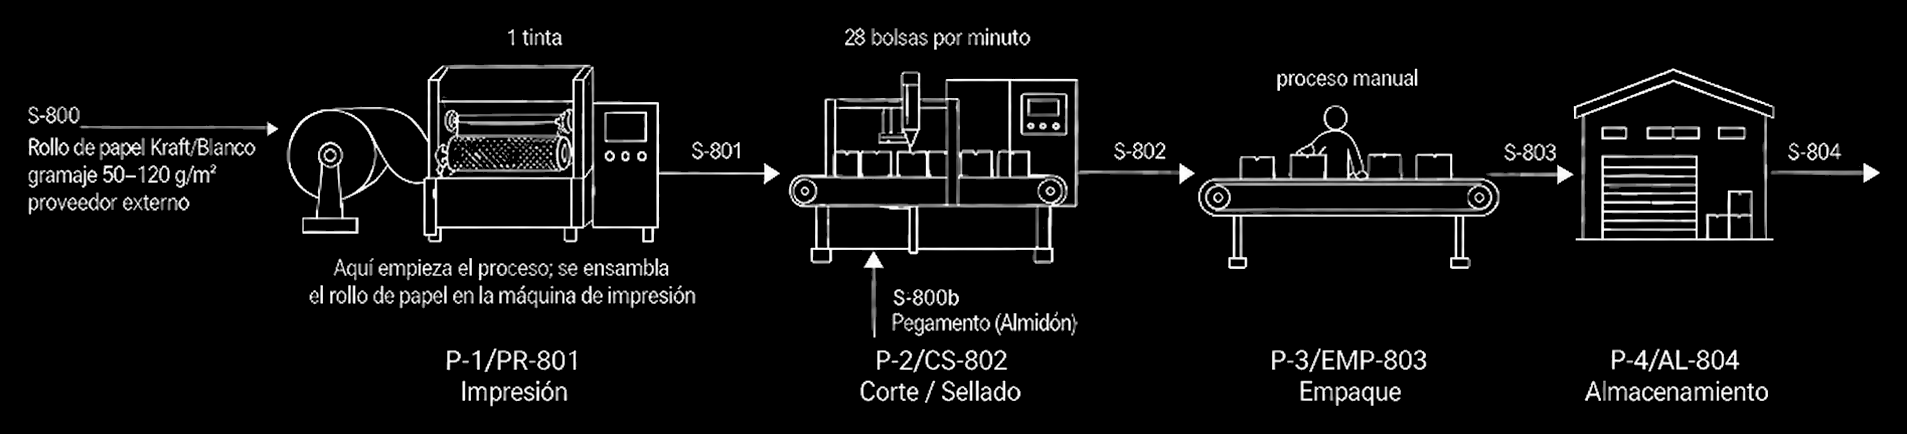 1 tinta
28 bolsas por minuto
proceso manual
S-800
Rollo de papel Kraft/Blanco
gramaje 50–120 g/m²
proveedor externo
S-801
S-802
S-803
S-804
Aquí empieza el proceso; se ensambla
el rollo de papel en la máquina de impresión
S-800b
Pegamento (Almidón)
P-1/PR-801
Impresión
P-2/CS-802
Corte / Sellado
P-3/EMP-803
Empaque
P-4/AL-804
Almacenamiento